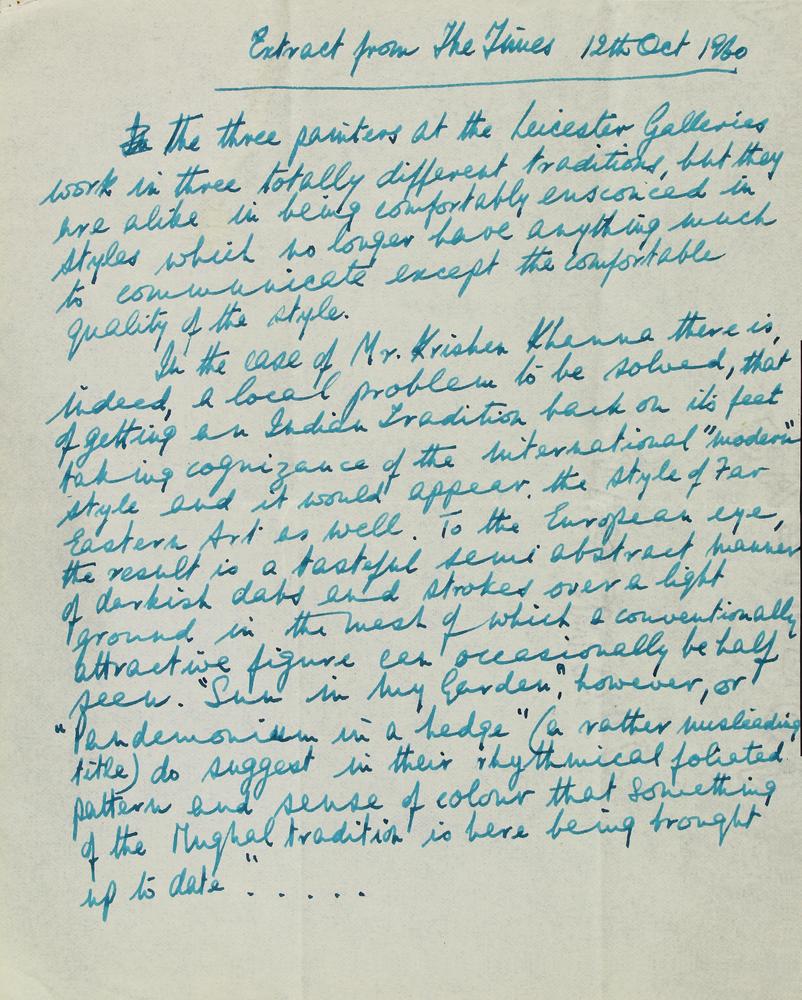 Extract from The Times 12th Oct 1960
the three painters at the Leicester Galleries
work in three totally different traditions, but they
are alike in being comfortably ensconced in
styles which no longer have anything much
to communicate except the comfortable
quality of the style.
In the case of Mr. Krishen Khanna there is,
indeed, a local problem to be solved, that
of getting an Indian Tradition back on its feet
taking cognizance of the international "modern"
style and it would appear, the style of Far
Eastern Art as well. To the European eye,
the result is a tasteful semi abstract manner
of darkish dabs and strokes over a light
ground in the mesh of which a conventionally
attractive figure can occasionally be half
seen. "Sun in my Garden", however, or
"Pandemonium in a hedge" (a rather misleading
title) do suggest in their rhythmical foliated
pattern and sense of colour that something
of the Mughal tradition is here being brought
up to date" . . . . .